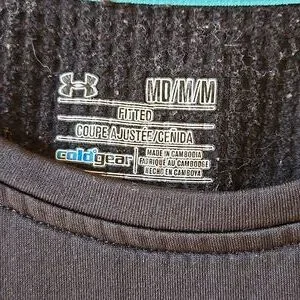 MD/M/M
FITTED
COUPE AJUSTÉE/CEÑIDA
coldgear
MADE IN CAMBODIA
FABRIQUÉ AU CAMBODGE
HECHO EN CAMBOYA